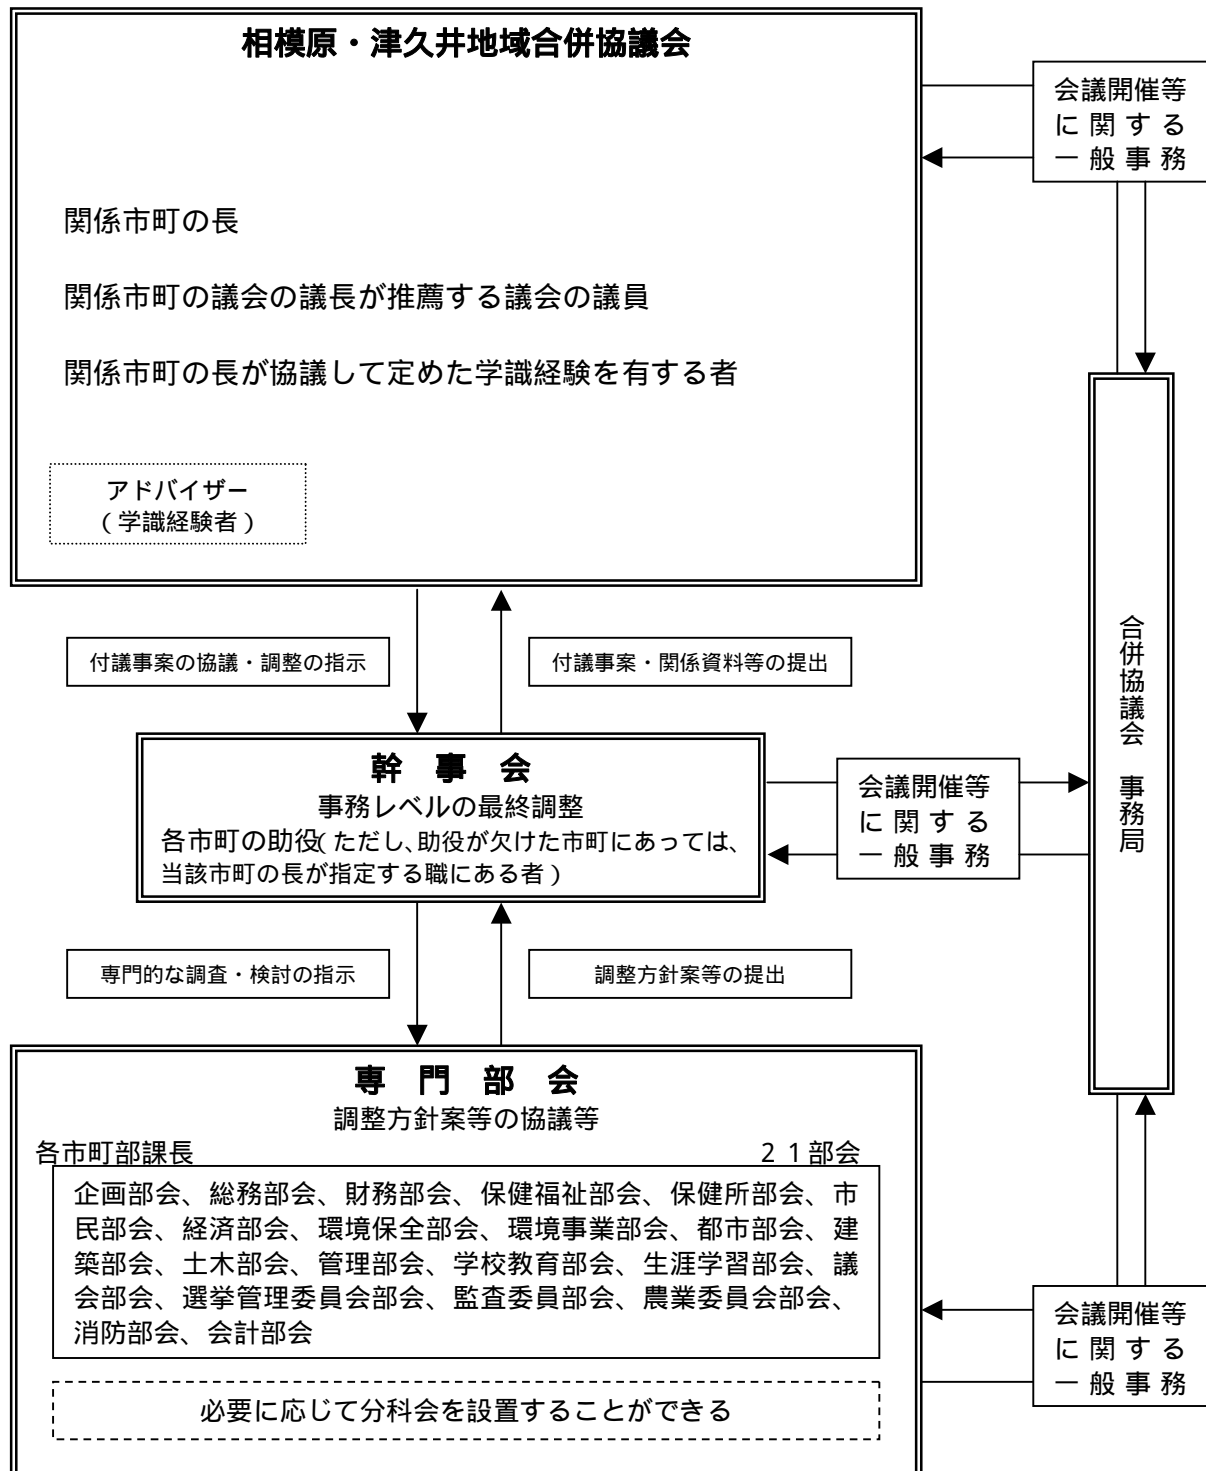 相模原・津久井地域合併協議会
会議開催等
に関する
一般事務
関係市町の長
関係市町の議会の議長が推薦する議会の議員
関係市町の長が協議して定めた学識経験を有する者
アドバイザー
(学識経験者)
付議事案の協議・調整の指示
付議事案・関係資料等の提出
合併協議会 事務局
幹 事 会
事務レベルの最終調整
各市町の助役(ただし、助役が欠けた市町にあっては、
当該市町の長が指定する職にある者)
会議開催等
に関する
一般事務
専門的な調査・検討の指示
調整方針案等の提出
専 門 部 会
調整方針案等の協議等
各市町部課長 21部会
企画部会、総務部会、財務部会、保健福祉部会、保健所部会、市
民部会、経済部会、環境保全部会、環境事業部会、都市部会、建
築部会、土木部会、管理部会、学校教育部会、生涯学習部会、議
会部会、選挙管理委員会部会、監査委員部会、農業委員会部会、
消防部会、会計部会
必要に応じて分科会を設置することができる
会議開催等
に関する
一般事務